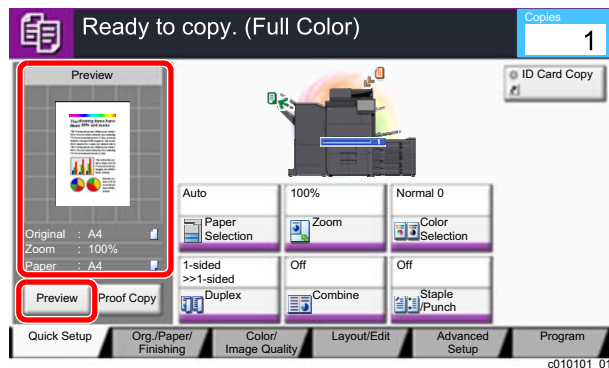 Ready to copy. (Full Color)
Copies
1
Preview
Original : A4
Zoom : 100%
Paper : A4
Preview
Proof Copy
ID Card Copy
1
Auto
Paper
Selection
100%
Zoom
Normal 0
Color
Selection
1-sided
>>1-sided
Duplex
Off
Combine
Off
Staple
/Punch
Quick Setup
Org./Paper/
Finishing
Color/
Image Quality
Layout/Edit
Advanced
Setup
Program
c010101_01